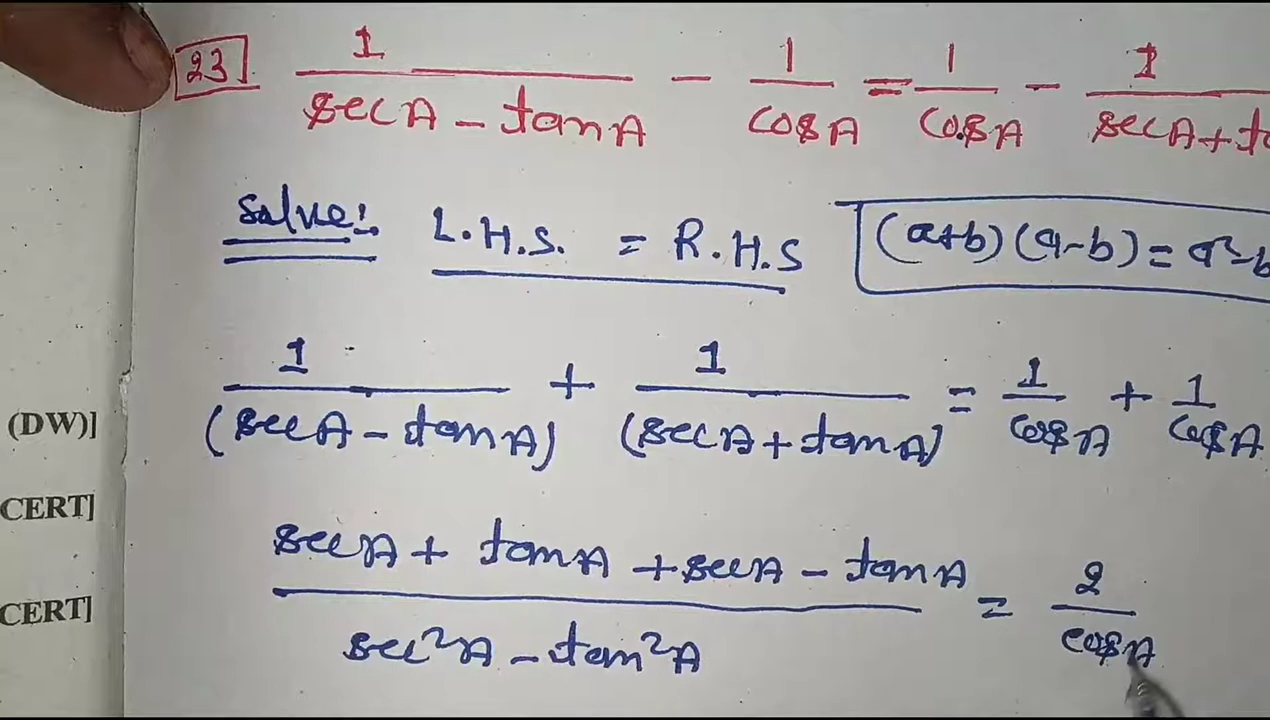 23 1/(secA - tanA) - 1/cosA = 1/cosA - 1/(secA + t
Solve:. L.H.S. = R.H.S (a+b)(a-b) = a²-b
1/(secA - tanA) + 1/(secA + tanA) = 1/cosA + 1/cosA
(DW)]
CERT]
(secA + tanA + secA - tanA)/(sec²A - tan²A) = 2/cosA
CERT]